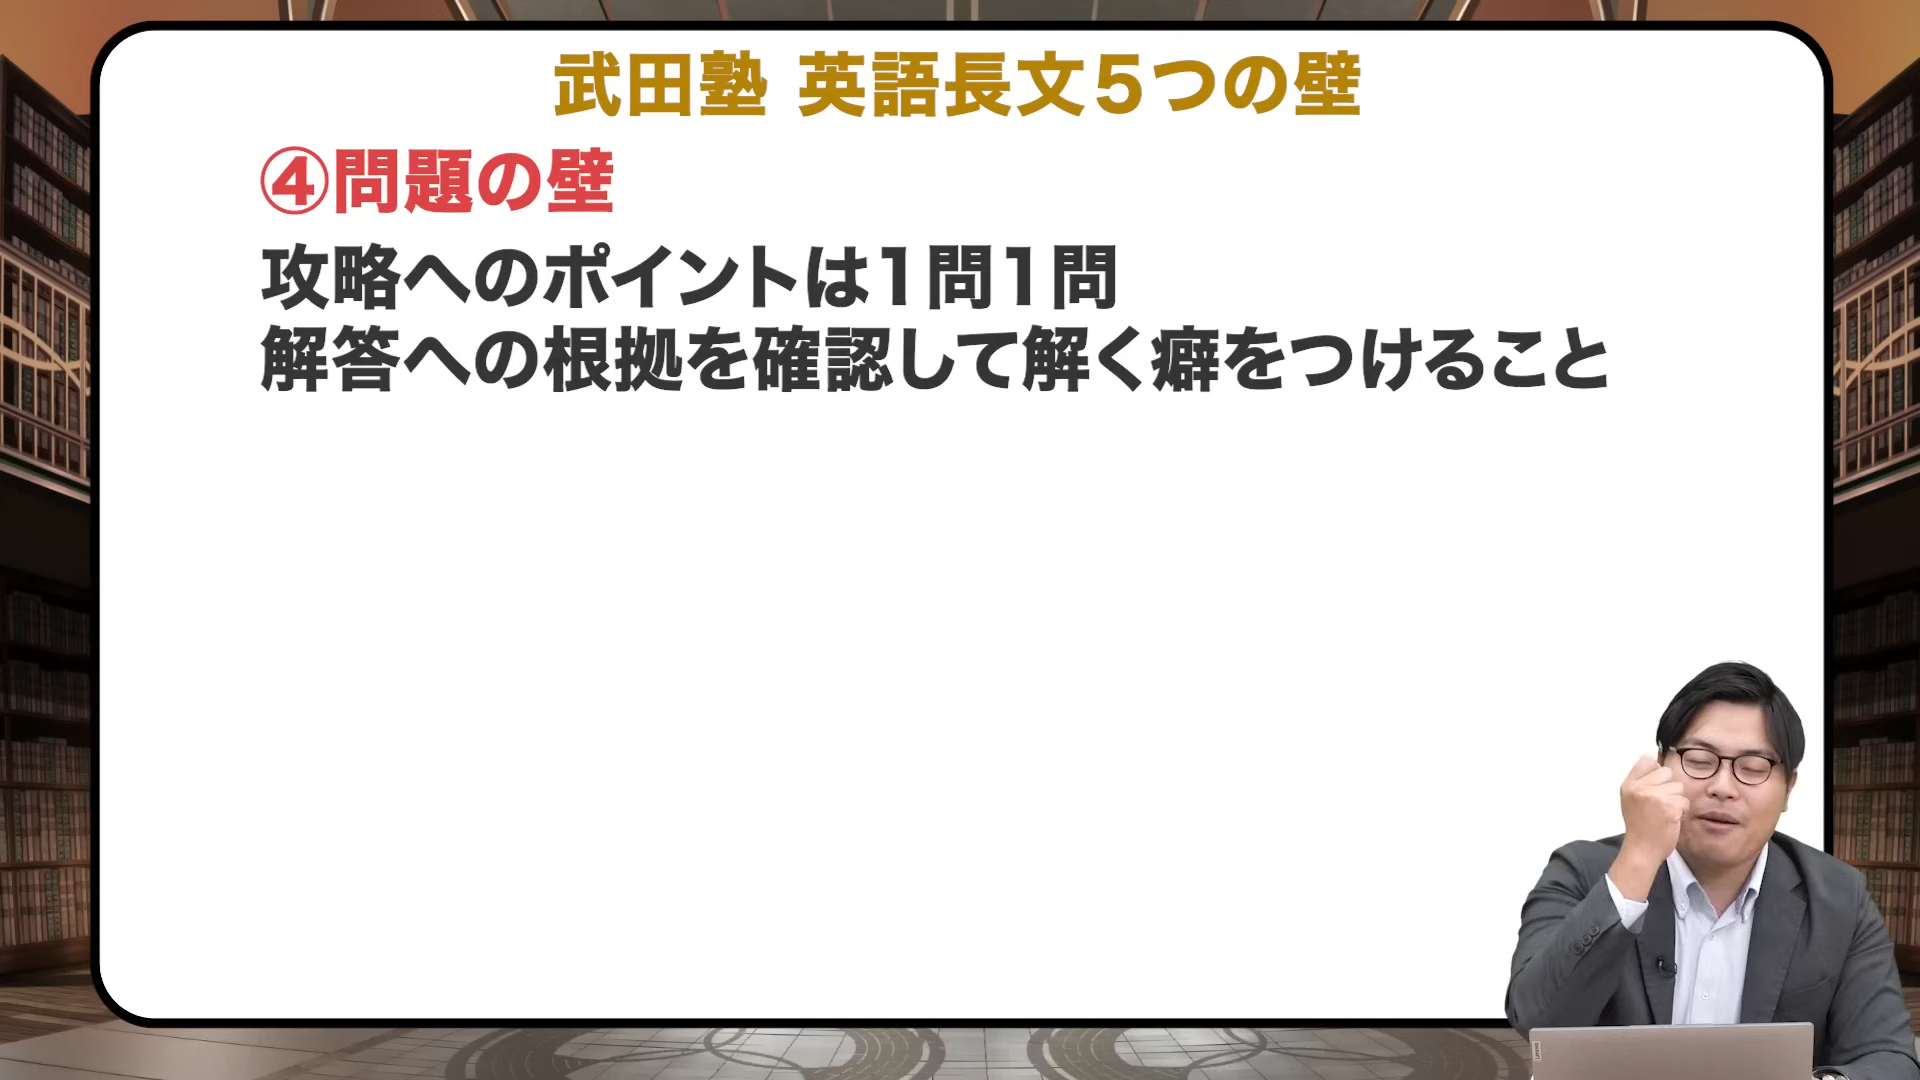 武田塾 英語長文5つの壁
④問題の壁
攻略へのポイントは1問1問
解答への根拠を確認して解く癖をつけること
Lenovo